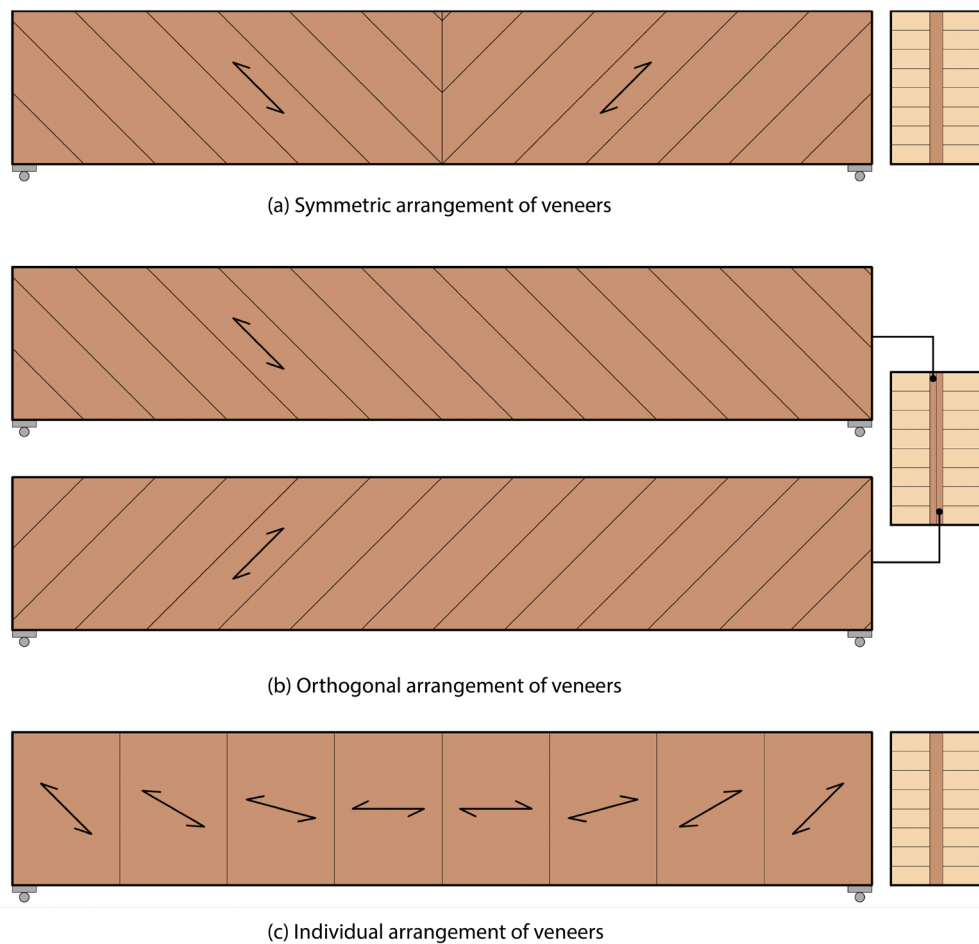 (a) Symmetric arrangement of veneers
(b) Orthogonal arrangement of veneers
(c) Individual arrangement of veneers